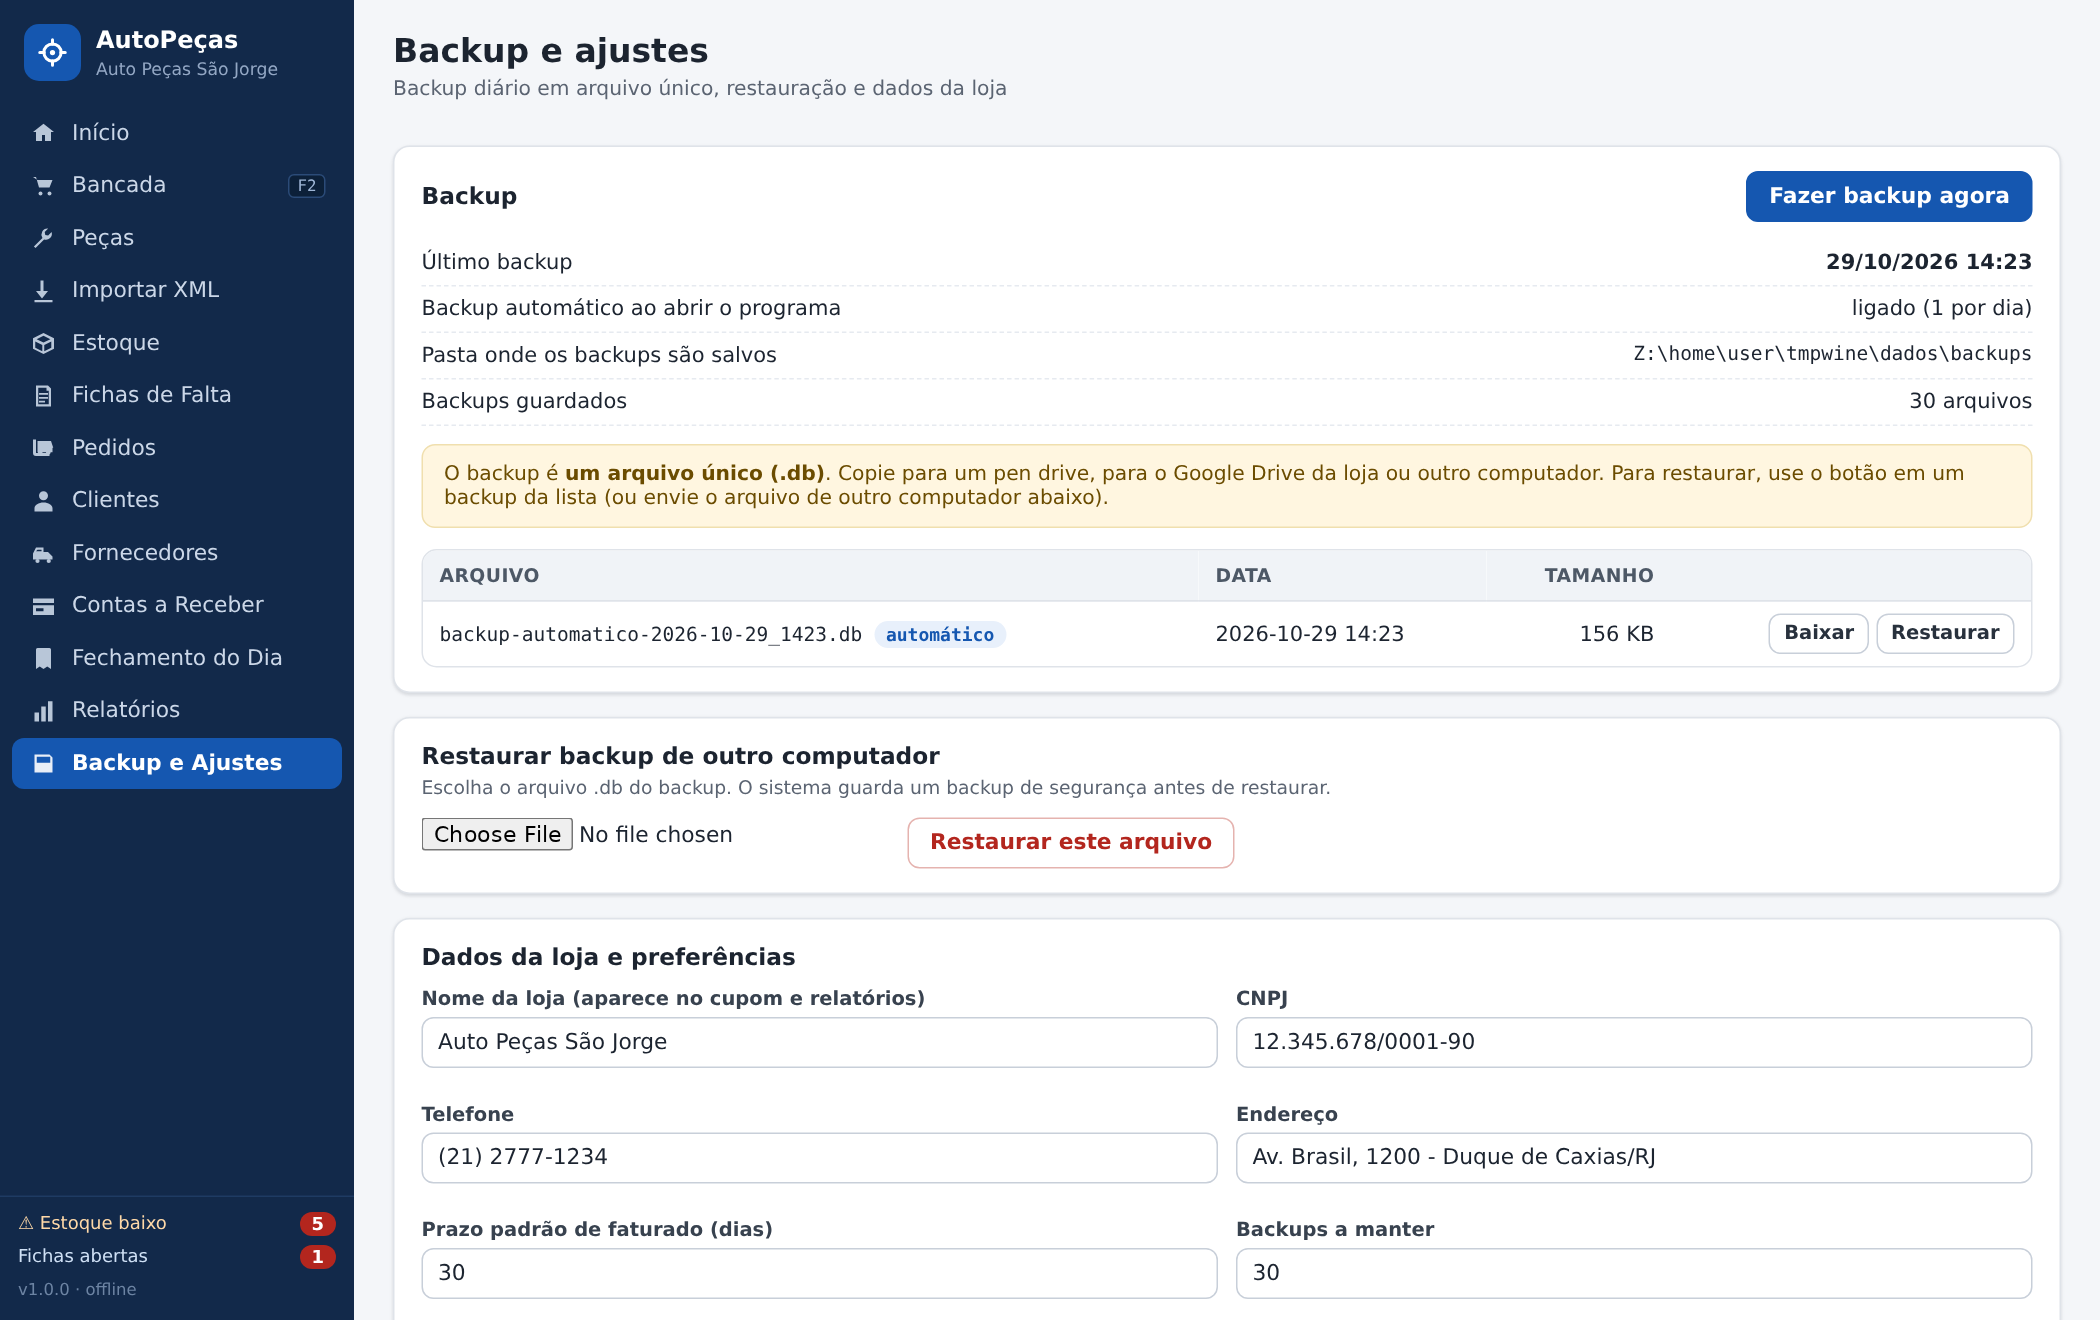 AutoPeças
Auto Peças São Jorge
Início
Bancada F2
Peças
Importar XML
Estoque
Fichas de Falta
Pedidos
Clientes
Fornecedores
Contas a Receber
Fechamento do Dia
Relatórios
Backup e Ajustes
⚠ Estoque baixo 5
Fichas abertas 1
v1.0.0 · offline
Backup e ajustes
Backup diário em arquivo único, restauração e dados da loja
Backup Fazer backup agora
Último backup 29/10/2026 14:23
Backup automático ao abrir o programa ligado (1 por dia)
Pasta onde os backups são salvos Z:\home\user\tmpwine\dados\backups
Backups guardados 30 arquivos
O backup é um arquivo único (.db). Copie para um pen drive, para o Google Drive da loja ou outro computador. Para restaurar, use o botão em um
backup da lista (ou envie o arquivo de outro computador abaixo).
ARQUIVO DATA TAMANHO
backup-automatico-2026-10-29_1423.db automático 2026-10-29 14:23 156 KB Baixar Restaurar
Restaurar backup de outro computador
Escolha o arquivo .db do backup. O sistema guarda um backup de segurança antes de restaurar.
Choose File No file chosen Restaurar este arquivo
Dados da loja e preferências
Nome da loja (aparece no cupom e relatórios) CNPJ
Auto Peças São Jorge 12.345.678/0001-90
Telefone Endereço
(21) 2777-1234 Av. Brasil, 1200 - Duque de Caxias/RJ
Prazo padrão de faturado (dias) Backups a manter
30 30